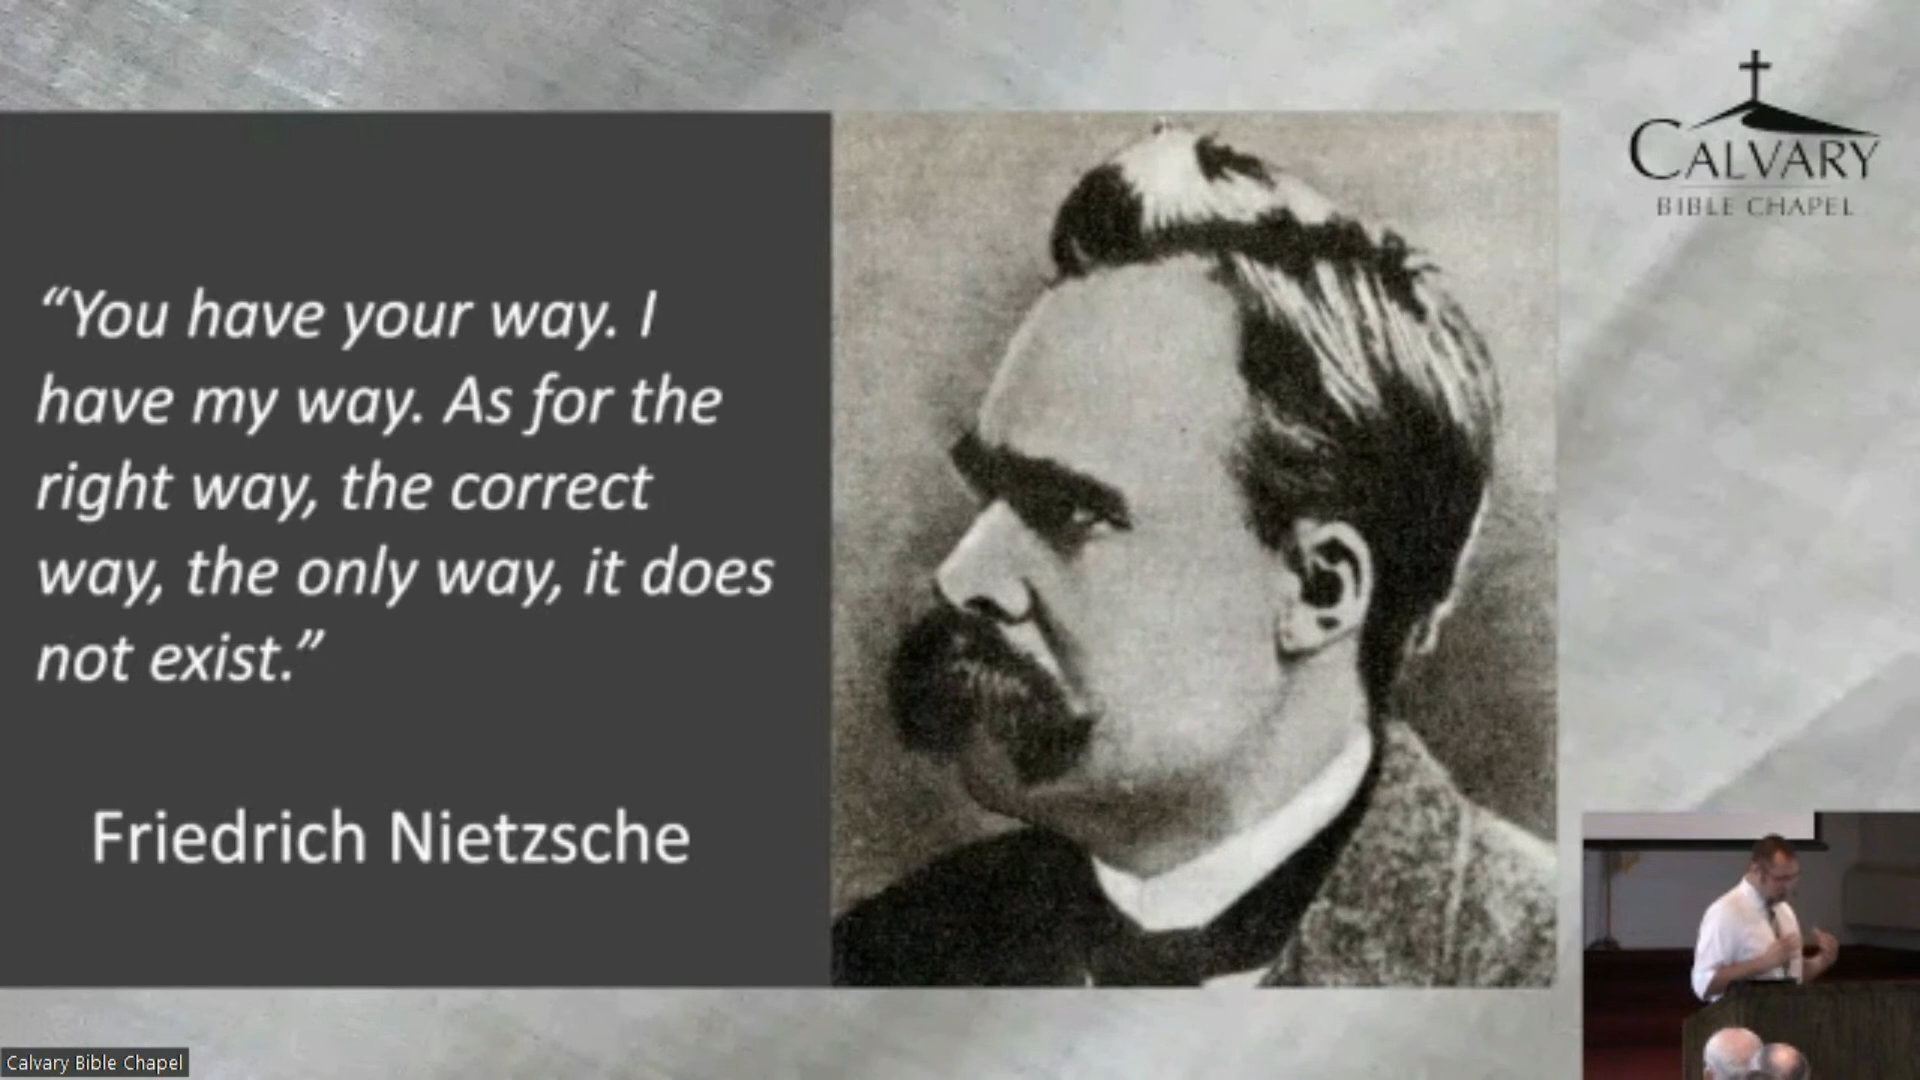 “You have your way. I
have my way. As for the
right way, the correct
way, the only way, it does
not exist.”
Friedrich Nietzsche
CALVARY
BIBLE CHAPEL
Calvary Bible Chapel